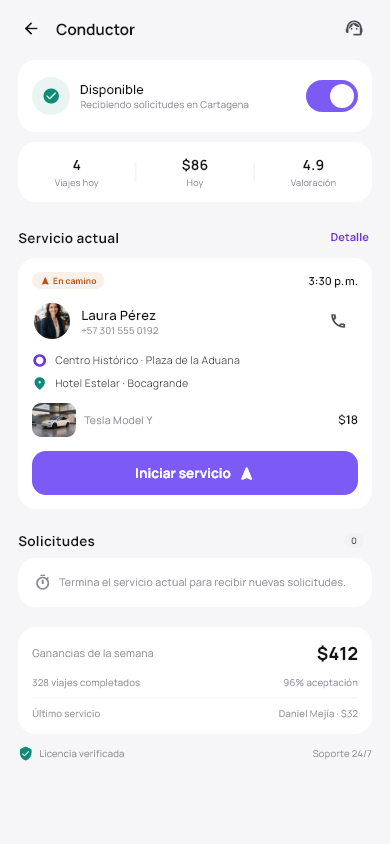 Conductor
Disponible
Recibiendo solicitudes en Cartagena
4
Viajes hoy
$86
Hoy
4.9
Valoración
Servicio actual
Detalle
En camino
3:30 p. m.
Laura Pérez
+57 301 555 0192
Centro Histórico · Plaza de la Aduana
Hotel Estelar · Bocagrande
Tesla Model Y
$18
Iniciar servicio
Solicitudes
0
Termina el servicio actual para recibir nuevas solicitudes.
Ganancias de la semana
$412
328 viajes completados
96% aceptación
Último servicio
Daniel Mejía · $32
Licencia verificada
Soporte 24/7